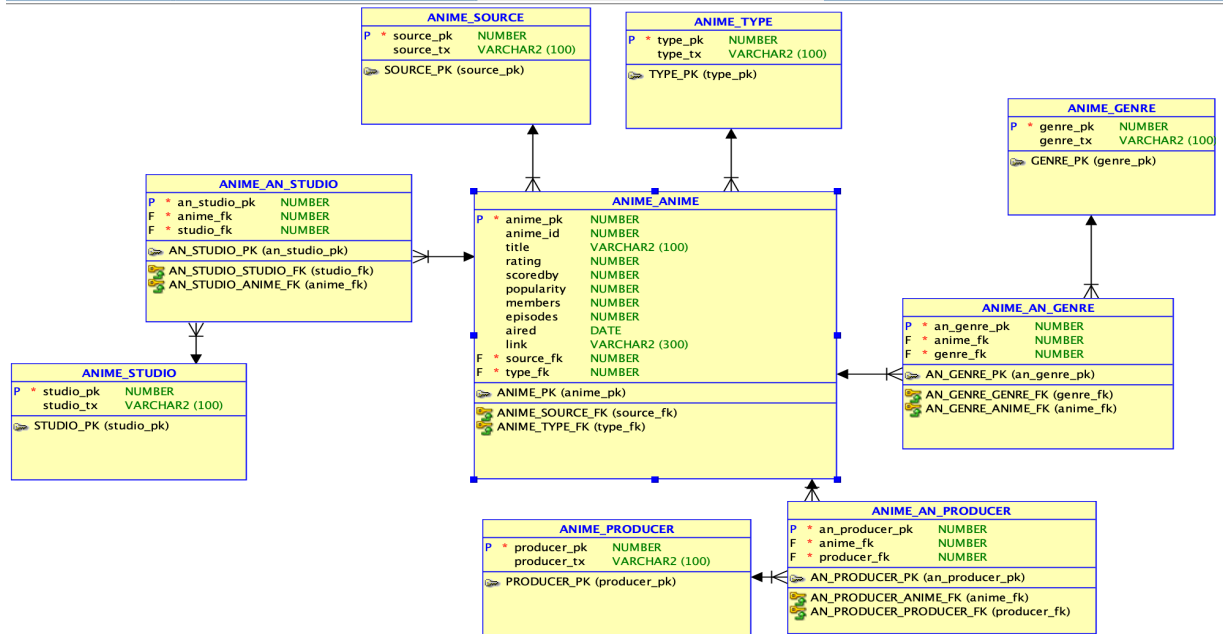 ANIME_SOURCE
P * source_pk NUMBER
source_tx VARCHAR2 (100)
SOURCE_PK (source_pk)
ANIME_TYPE
P * type_pk NUMBER
type_tx VARCHAR2 (100)
TYPE_PK (type_pk)
ANIME_GENRE
P * genre_pk NUMBER
genre_tx VARCHAR2 (100
GENRE_PK (genre_pk)
ANIME_AN_STUDIO
P * an_studio_pk NUMBER
F * anime_fk NUMBER
F * studio_fk NUMBER
AN_STUDIO_PK (an_studio_pk)
AN_STUDIO_STUDIO_FK (studio_fk)
AN_STUDIO_ANIME_FK (anime_fk)
ANIME_ANIME
P * anime_pk NUMBER
anime_id NUMBER
title VARCHAR2 (100)
rating NUMBER
scoredby NUMBER
popularity NUMBER
members NUMBER
episodes NUMBER
aired DATE
link VARCHAR2 (300)
F * source_fk NUMBER
F * type_fk NUMBER
ANIME_PK (anime_pk)
ANIME_SOURCE_FK (source_fk)
ANIME_TYPE_FK (type_fk)
ANIME_AN_GENRE
P * an_genre_pk NUMBER
F * anime_fk NUMBER
F * genre_fk NUMBER
AN_GENRE_PK (an_genre_pk)
AN_GENRE_GENRE_FK (genre_fk)
AN_GENRE_ANIME_FK (anime_fk)
ANIME_STUDIO
P * studio_pk NUMBER
studio_tx VARCHAR2 (100)
STUDIO_PK (studio_pk)
ANIME_PRODUCER
P * producer_pk NUMBER
producer_tx VARCHAR2 (100)
PRODUCER_PK (producer_pk)
ANIME_AN_PRODUCER
P * an_producer_pk NUMBER
F * anime_fk NUMBER
F * producer_fk NUMBER
AN_PRODUCER_PK (an_producer_pk)
AN_PRODUCER_ANIME_FK (anime_fk)
AN_PRODUCER_PRODUCER_FK (producer_fk)